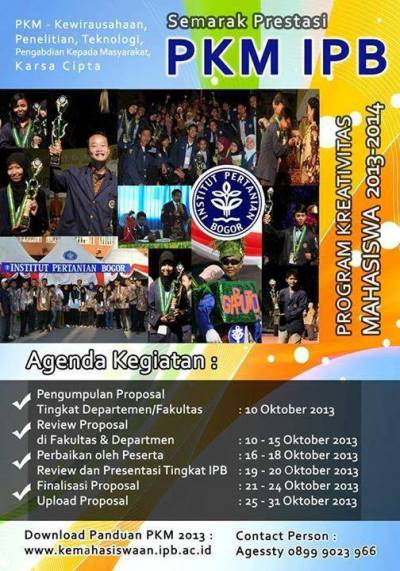 PKM - Kewirausahaan,
Penelitian, Teknologi,
Pengabdian Kepada Masyarakat,
Karsa Cipta
Semarak Prestasi
PKM IPB
PROGRAM KREATIVITAS
MAHASISWA 2013-2014
INSTITUT PERTANIAN
BOGOR
INSTITUT PERTANIAN BOGOR
Agenda Kegiatan :
Pengumpulan Proposal
Tingkat Departemen/Fakultas : 10 Oktober 2013
Review Proposal
di Fakultas & Departmen : 10 - 15 Oktober 2013
Perbaikan oleh Peserta : 16 - 18 Oktober 2013
Review dan Presentasi Tingkat IPB : 19 - 20 Oktober 2013
Finalisasi Proposal : 21 - 24 Oktober 2013
Upload Proposal : 25 - 31 Oktober 2013
Download Panduan PKM 2013 :
www.kemahasiswaan.ipb.ac.id
Contact Person :
Agessty 0899 9023 966